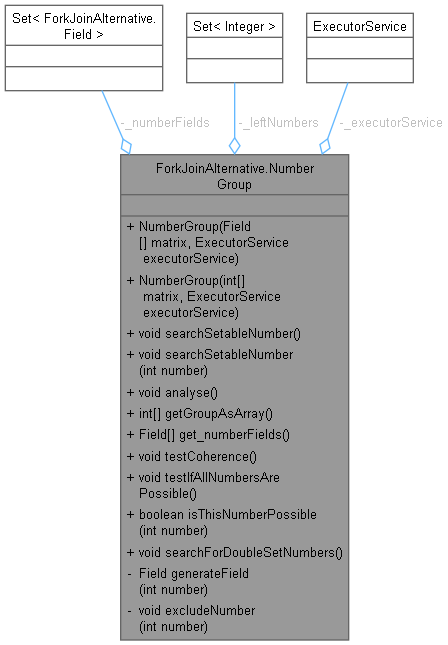 Set< ForkJoinAlternative.
Field >
Set< Integer >
ExecutorService
-_numberFields
-_leftNumbers
-_executorService
ForkJoinAlternative.Number
Group
+ NumberGroup(Field
[] matrix, ExecutorService
executorService)
+ NumberGroup(int[]
matrix, ExecutorService
executorService)
+ void searchSetableNumber()
+ void searchSetableNumber
(int number)
+ void analyse()
+ int[] getGroupAsArray()
+ Field[] get_numberFields()
+ void testCoherence()
+ void testIfAllNumbersAre
Possible()
+ boolean isThisNumberPossible
(int number)
+ void searchForDoubleSetNumbers()
- Field generateField
(int number)
- void excludeNumber
(int number)